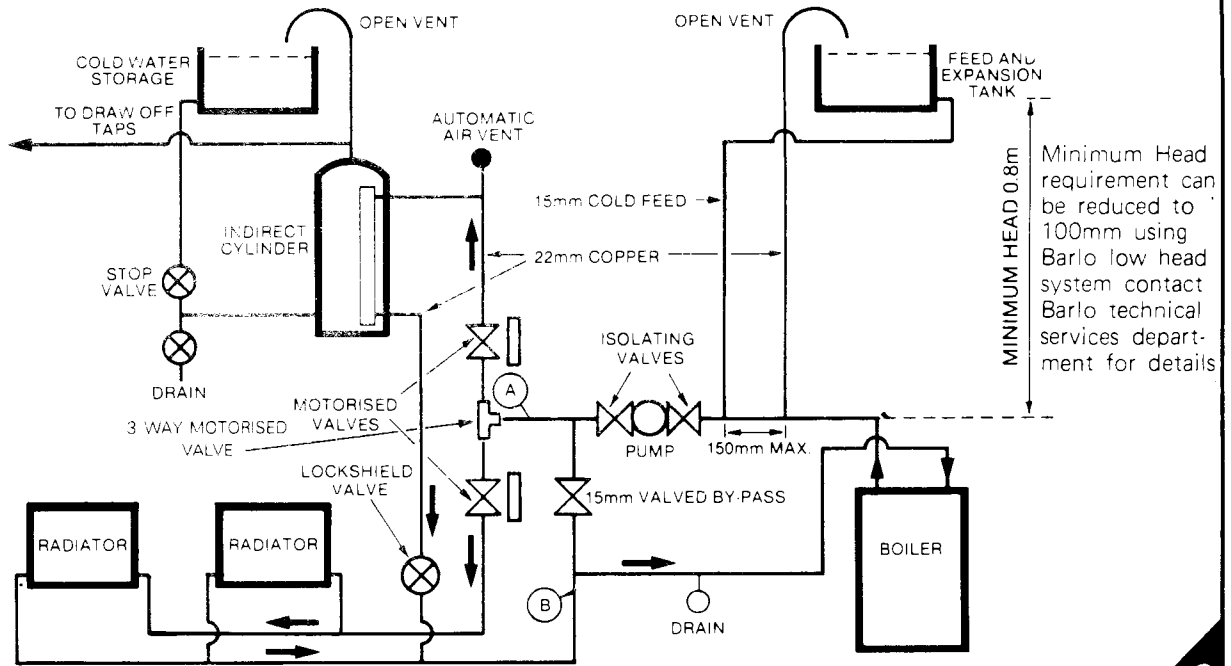 OPEN VENT
OPEN VENT
COLD WATER
STORAGE
FEED AND
EXPANSION
TANK
TO DRAW OFF
TAPS
AUTOMATIC
AIR VENT
MINIMUM HEAD 0.8m
Minimum Head
requirement can
be reduced to
100mm using
Barlo low head
system contact
Barlo technical
services depart-
ment for details
15mm COLD FEED
INDIRECT
CYLINDER
22mm COPPER
STOP
VALVE
ISOLATING
VALVES
DRAIN
A
MOTORISED
VALVES
3 WAY MOTORISED
VALVE
PUMP
150mm MAX.
LOCKSHIELD
VALVE
15mm VALVED BY-PASS
RADIATOR
RADIATOR
BOILER
B
DRAIN